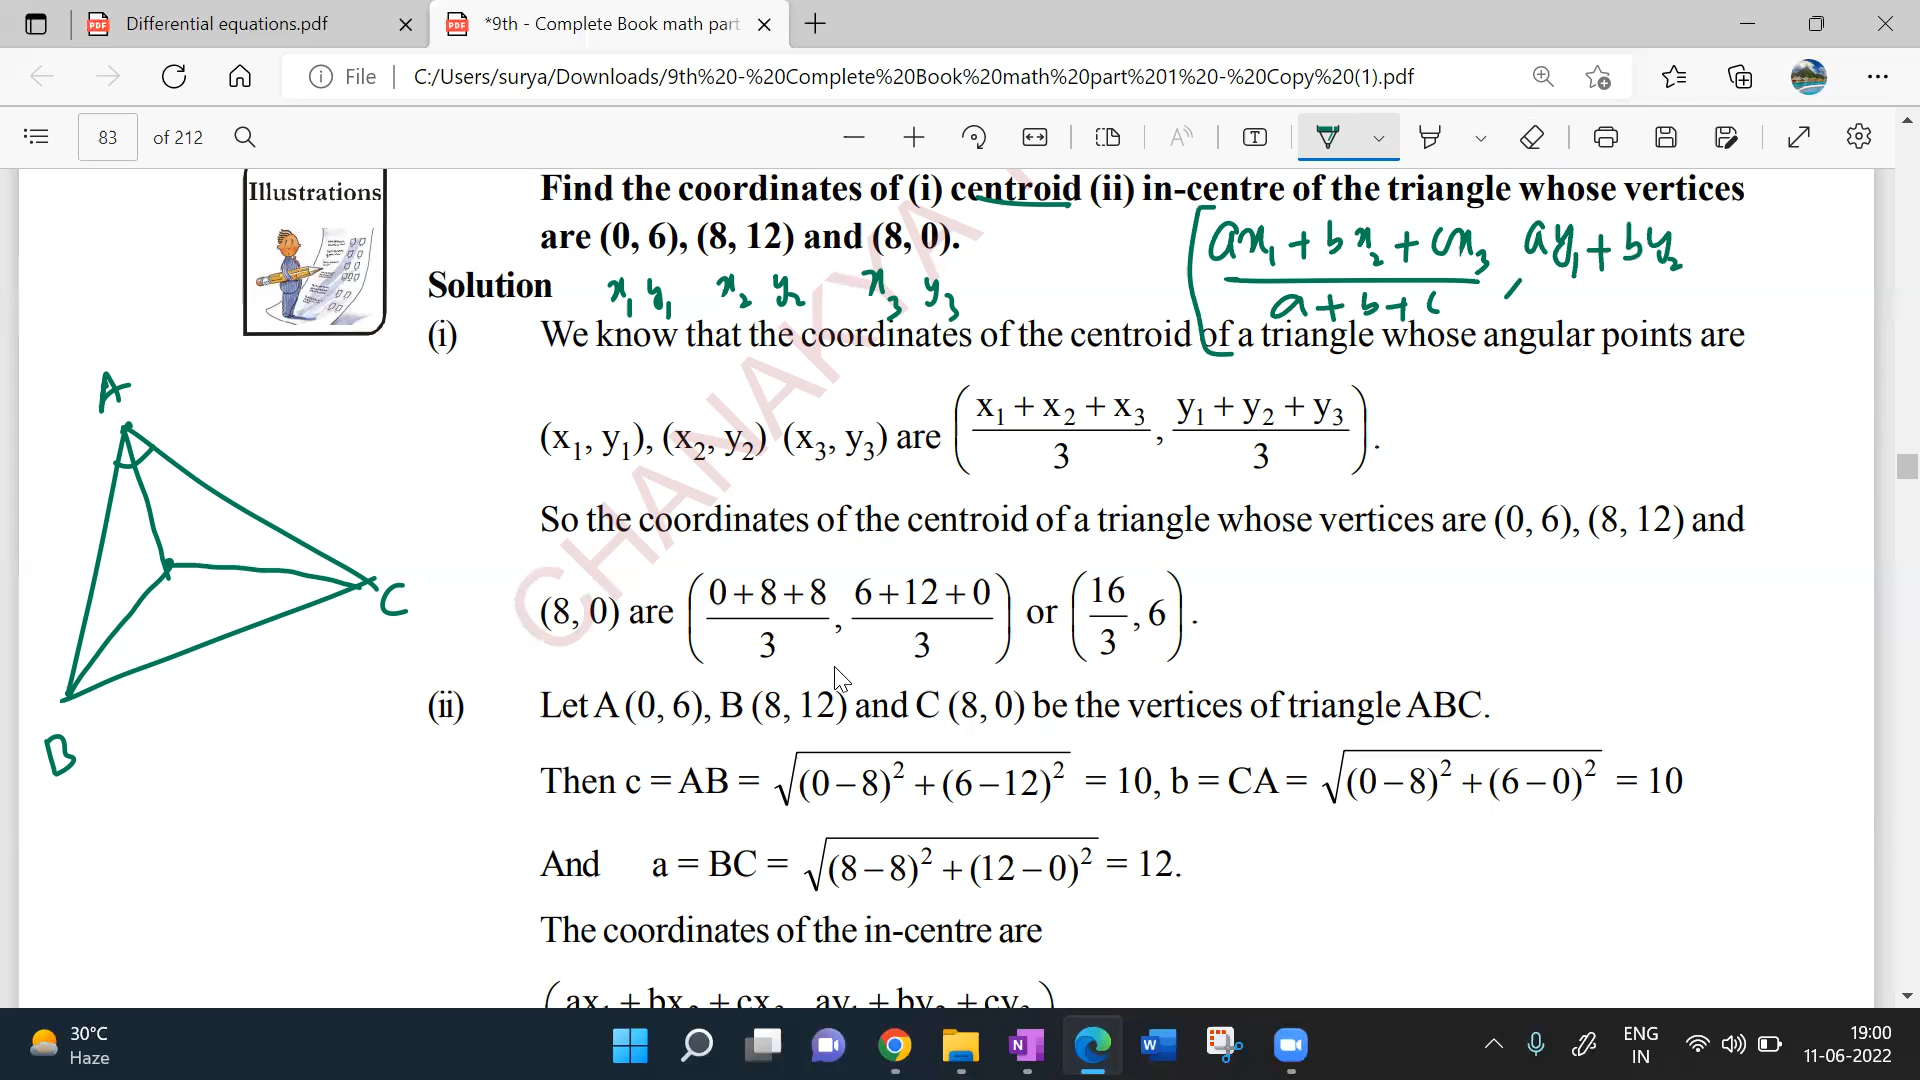 Differential equations.pdf
*9th - Complete Book math part
File C:/Users/surya/Downloads/9th%20-%20Complete%20Book%20math%20part%201%20-%20Copy%20(1).pdf
83 of 212
Illustrations
Find the coordinates of (i) centroid (ii) in-centre of the triangle whose vertices
are (0, 6), (8, 12) and (8, 0).
[ax₁ + bx₂ + cx₃ / a + b + c , ay₁ + by₂
Solution
x₁ y₁ x₂ y₂ x₃ y₃
(i) We know that the coordinates of the centroid of a triangle whose angular points are
(x₁, y₁), (x₂, y₂) (x₃, y₃) are ((x₁ + x₂ + x₃)/3, (y₁ + y₂ + y₃)/3).
So the coordinates of the centroid of a triangle whose vertices are (0, 6), (8, 12) and
(8, 0) are ((0+8+8)/3, (6+12+0)/3) or (16/3, 6).
(ii) Let A (0, 6), B (8, 12) and C (8, 0) be the vertices of triangle ABC.
Then c = AB = √((0−8)² + (6−12)²) = 10, b = CA = √((0−8)² + (6−0)²) = 10
And a = BC = √((8−8)² + (12−0)²) = 12.
The coordinates of the in-centre are
(ax₁ + bx₂ + cx₃ ay₁ + by₂ + cy₃)
A
C
B
CHANAKYA
30°C
Haze
ENG
IN
19:00
11-06-2022